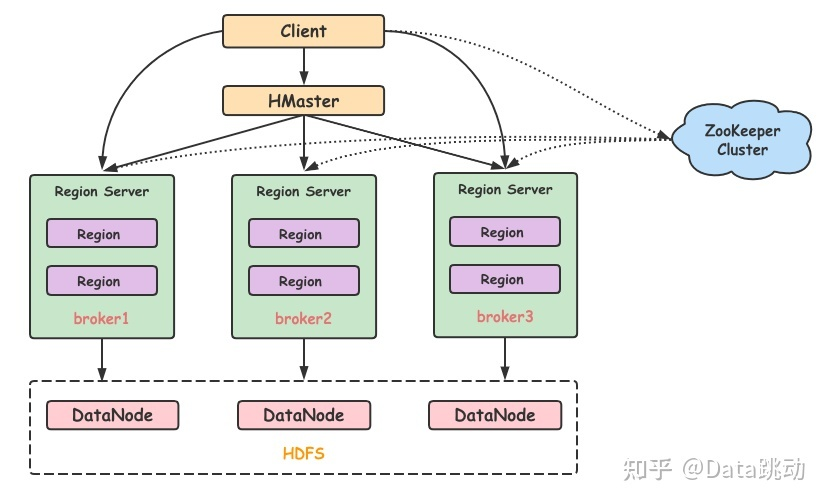 Client
HMaster
ZooKeeper
Cluster
Region Server
Region
Region
broker1
Region Server
Region
Region
broker2
Region Server
Region
Region
broker3
DataNode
DataNode
DataNode
HDFS
知乎 @Data跳动